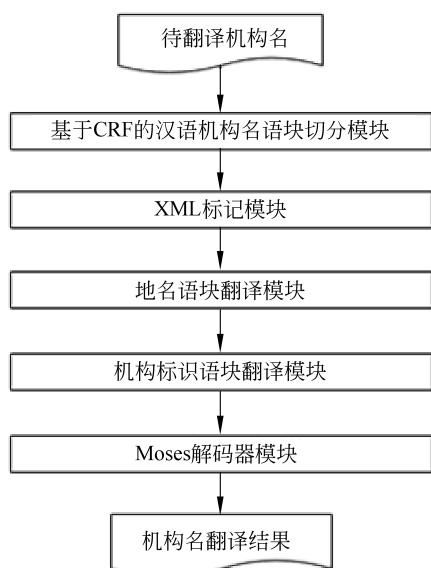 待翻译机构名
基于CRF的汉语机构名语块切分模块
XML标记模块
地名语块翻译模块
机构标识语块翻译模块
Moses解码器模块
机构名翻译结果